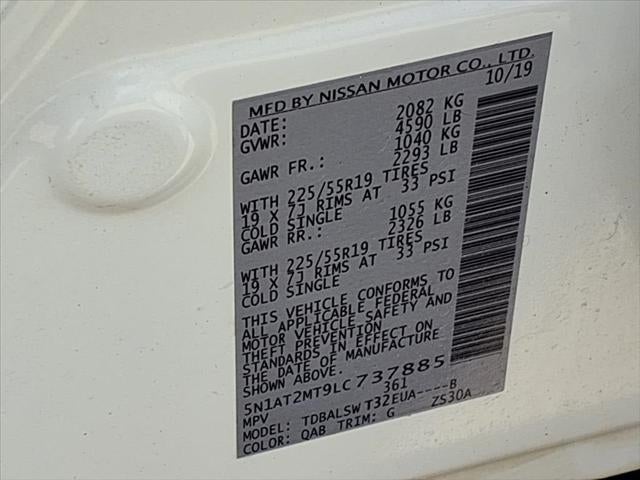 MFD BY NISSAN MOTOR CO., LTD.
DATE: 10/19
GVWR: 2082 KG
4590 LB
GAWR FR.: 1040 KG
2293 LB
WITH 225/55R19 TIRES
19 X 7J RIMS AT 33 PSI
COLD SINGLE
GAWR RR.: 1055 KG
2326 LB
WITH 225/55R19 TIRES
19 X 7J RIMS AT 33 PSI
COLD SINGLE
THIS VEHICLE CONFORMS TO
ALL APPLICABLE FEDERAL
MOTOR VEHICLE SAFETY AND
THEFT PREVENTION
STANDARDS IN EFFECT ON
THE DATE OF MANUFACTURE
SHOWN ABOVE.
5N1AT2MT9LC737885
MPV 361
MODEL: TDBALSW T32EUA----B
COLOR: QAB TRIM: G ZS30A